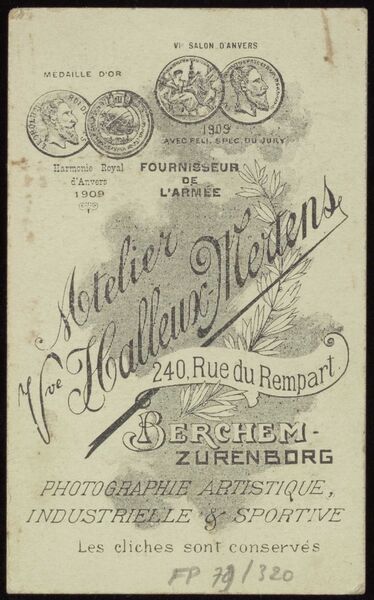 VIe SALON D'ANVERS
MEDAILLE D'OR
1909
AVEC FELI. SPEC. DU JURY
Harmonie Royal
d'Anvers
1909
FOURNISSEUR
DE
L'ARMÉE
Atelier
Vve Halleux-Mertens
240, Rue du Rempart.
BERCHEM-
ZURENBORG
PHOTOGRAPHIE ARTISTIQUE,
INDUSTRIELLE & SPORTIVE
Les cliches sont conservés
FP 79/320